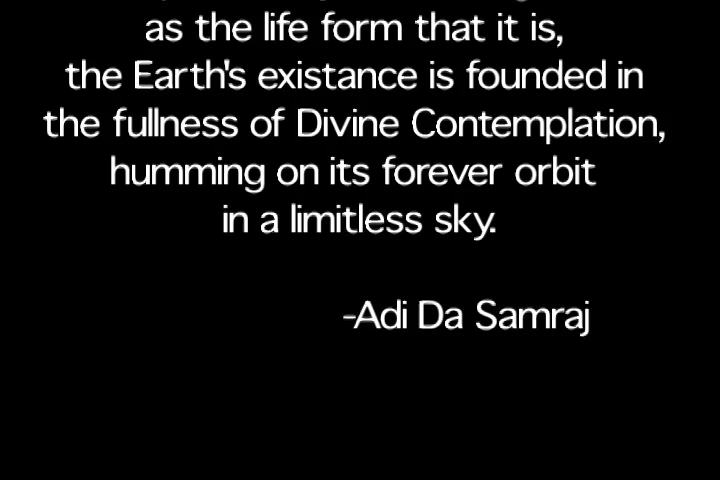 as the life form that it is,
the Earth's existance is founded in
the fullness of Divine Contemplation,
humming on its forever orbit
in a limitless sky.
-Adi Da Samraj